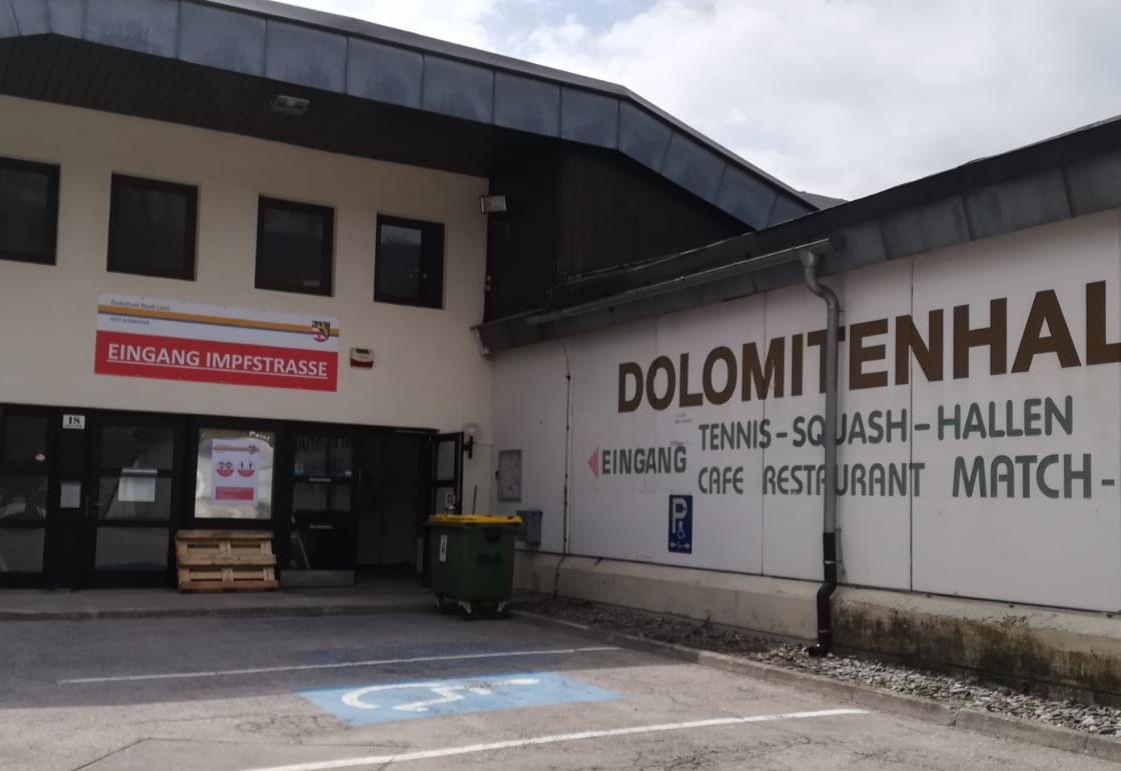 EINGANG IMPFSTRASSE
18
DOLOMITENHAL
TENNIS-SQUASH-HALLEN
EINGANG
CAFE RESTAURANT MATCH-
P